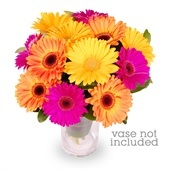 vase not
included